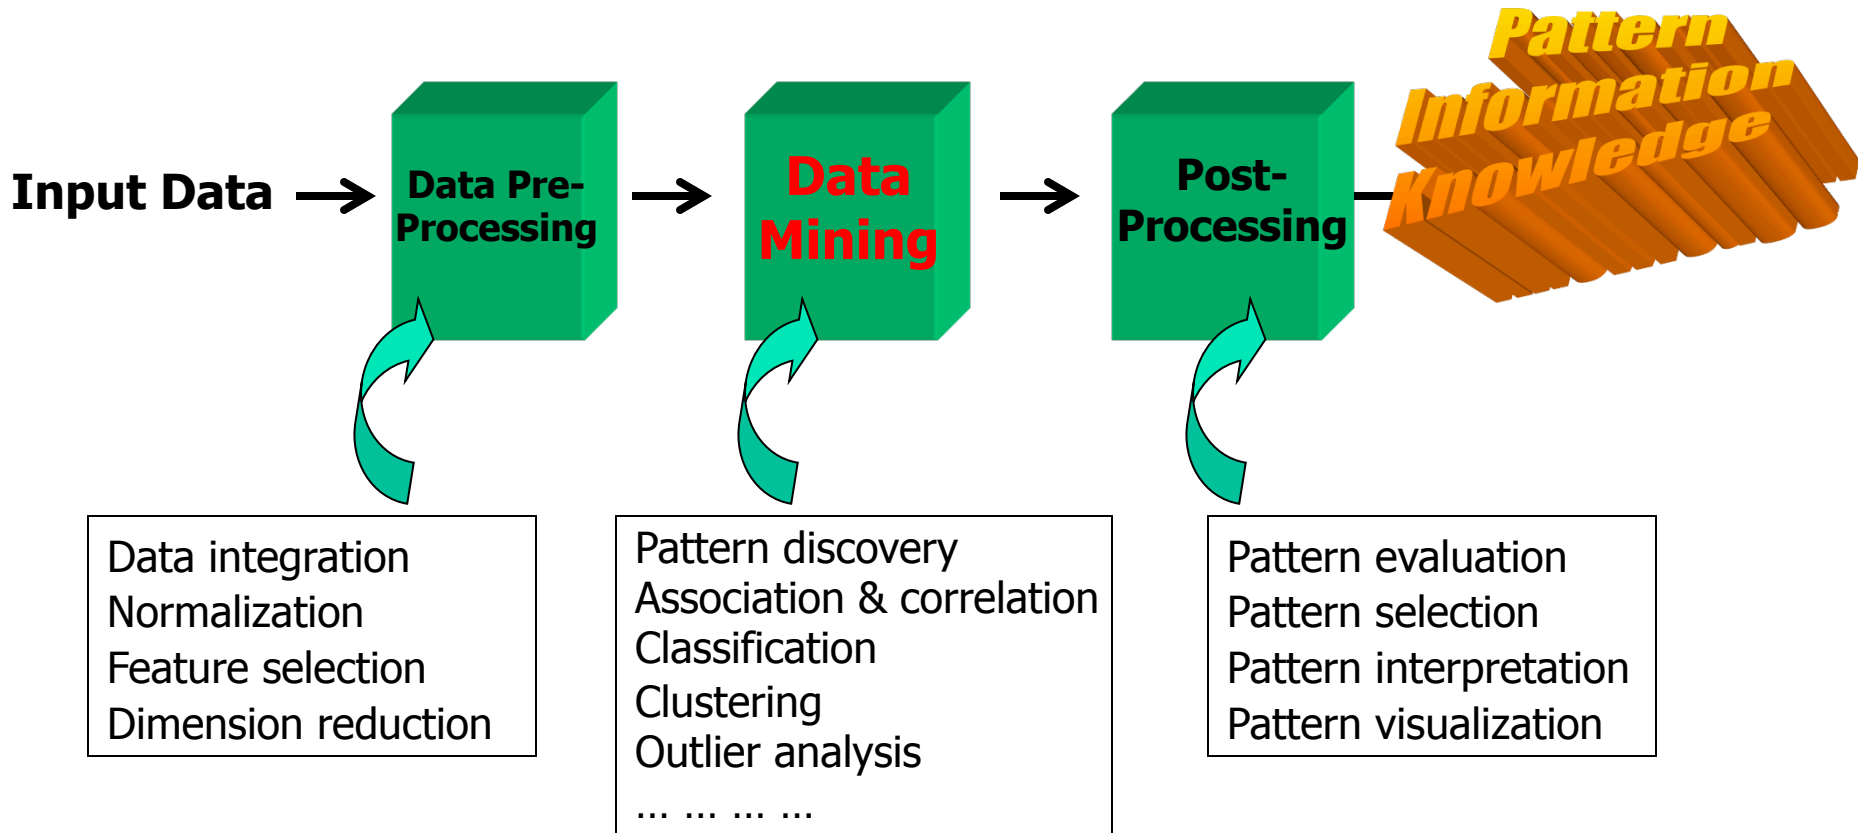 Input Data
Data Pre-
Processing
Data
Mining
Post-
Processing
Pattern
Information
Knowledge
Data integration
Normalization
Feature selection
Dimension reduction
Pattern discovery
Association & correlation
Classification
Clustering
Outlier analysis
… … … …
Pattern evaluation
Pattern selection
Pattern interpretation
Pattern visualization